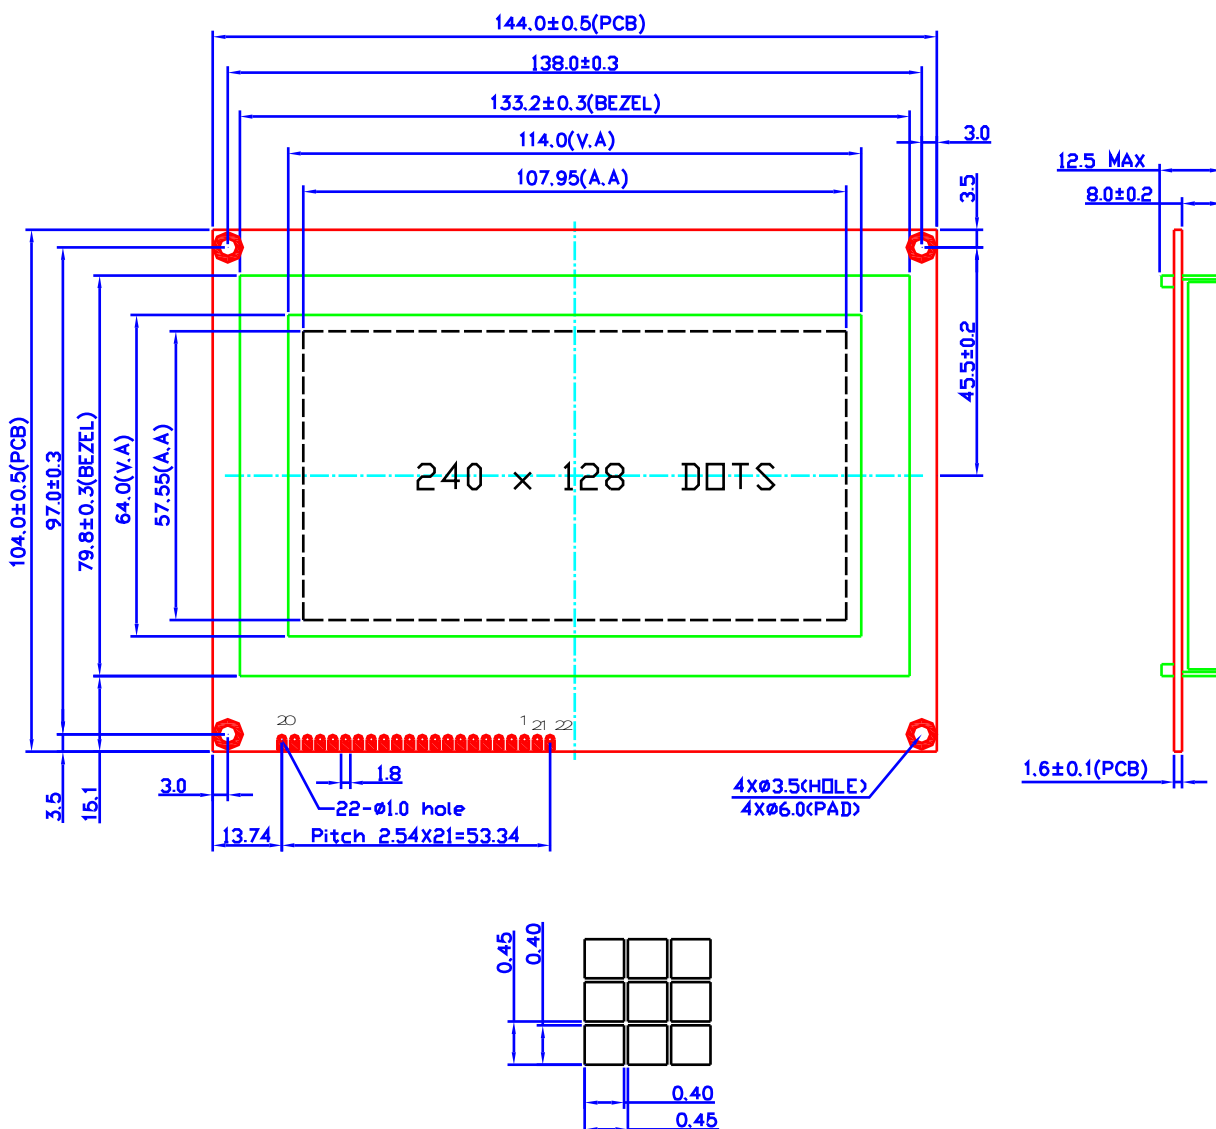 144.0±0.5(PCB)
138.0±0.3
133.2±0.3(BEZEL)
114.0(V.A)
107.95(A.A)
3.0
3.5
12.5 MAX
8.0±0.2
45.5±0.2
104.0±0.5(PCB)
97.0±0.3
79.8±0.3(BEZEL)
64.0(V.A)
57.55(A.A)
240 x 128 DOTS
20
1
21
22
3.5
15.1
3.0
1.8
22-ø1.0 hole
13.74
Pitch 2.54X21=53.34
4Xø3.5(HOLE)
4Xø6.0(PAD)
1.6±0.1(PCB)
0.45
0.40
0.40
0.45